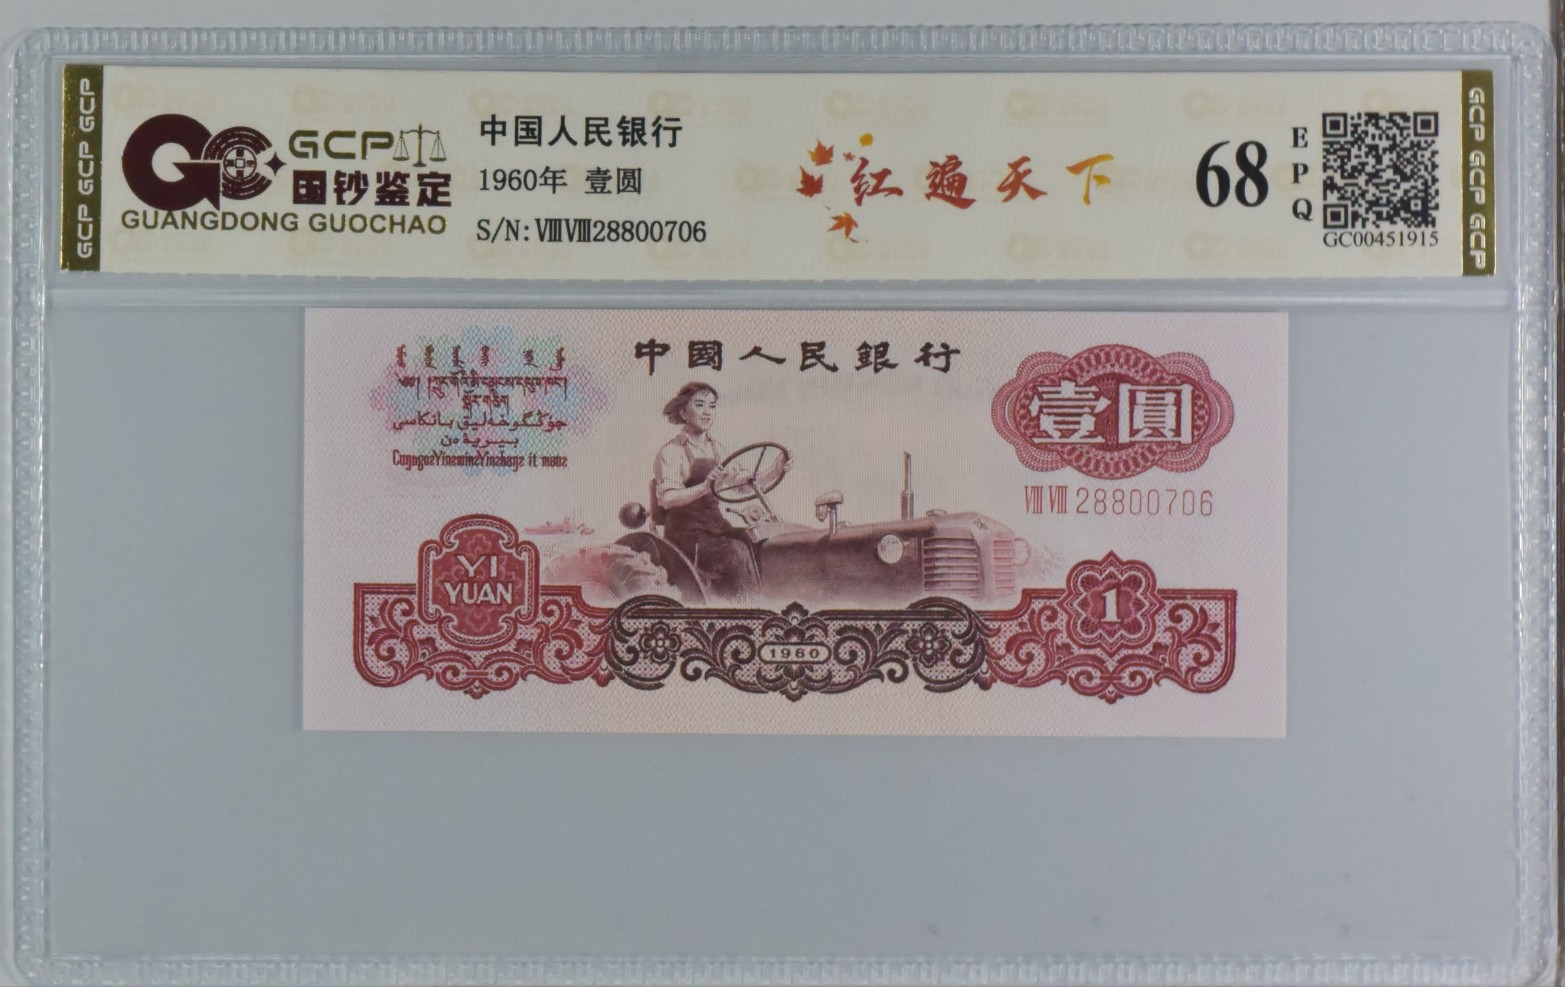 GCP GCP GCP
GCP
国钞鉴定
GUANGDONG GUOCHAO
中国人民银行
1960年 壹圆
S/N: ⅧⅧ28800706
红遍天下
68
E
P
Q
GC00451915
GCP GCP GCP
中國人民銀行
壹圓
ⅧⅧ 28800706
YI
YUAN
1960
1